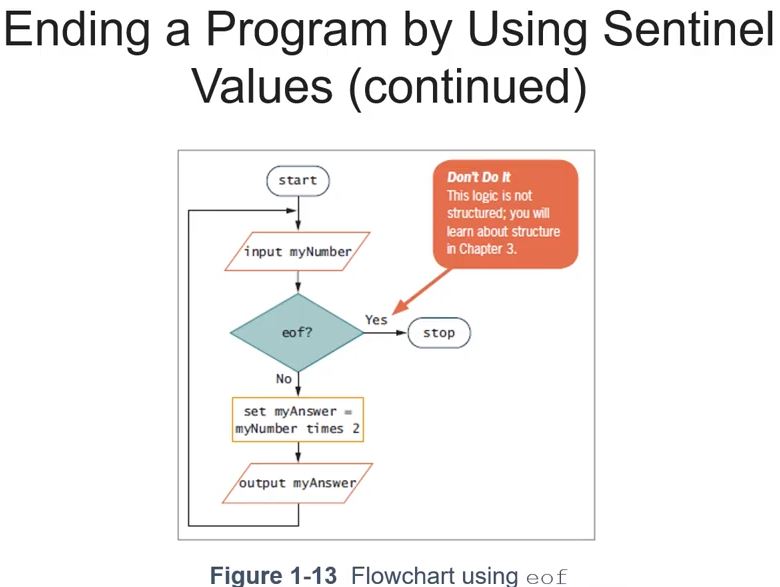 Ending a Program by Using Sentinel
Values (continued)
start
Don't Do It
This logic is not
structured; you will
learn about structure
in Chapter 3.
input myNumber
eof?
Yes
stop
No
set myAnswer =
myNumber times 2
output myAnswer
Figure 1-13 Flowchart using eof